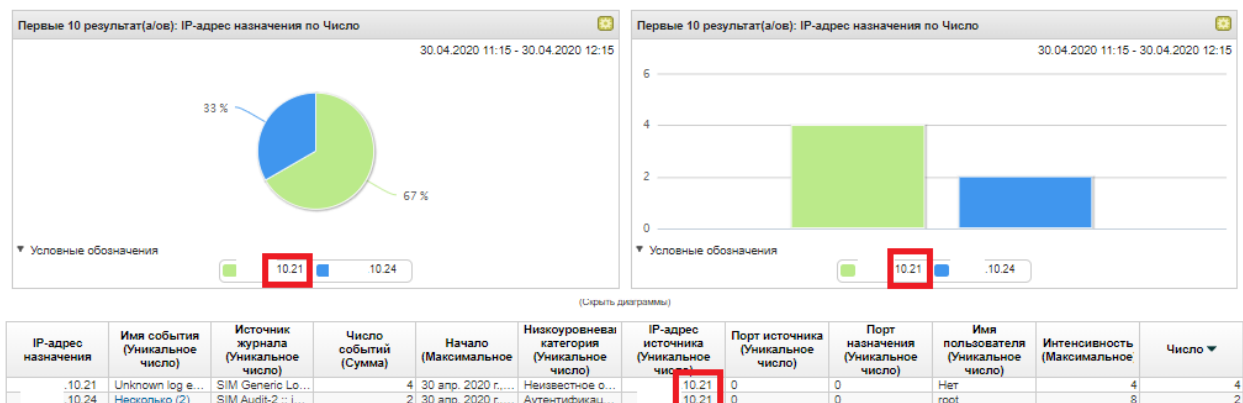 Первые 10 результат(а/ов): IP-адрес назначения по Число
30.04.2020 11:15 - 30.04.2020 12:15
33 %
67 %
Условные обозначения
10.21 10.24
Первые 10 результат(а/ов): IP-адрес назначения по Число
30.04.2020 11:15 - 30.04.2020 12:15
6
4
2
0
Условные обозначения
10.21 .10.24
(Скрыть диаграммы)
IP-адрес назначения Имя события (Уникальное число) Источник журнала (Уникальное число) Число событий (Сумма) Начало (Максимальное Низкоуровневая категория (Уникальное число) IP-адрес источника (Уникальное число) Порт источника (Уникальное число) Порт назначения (Уникальное число) Имя пользователя (Уникальное число) Интенсивность (Максимальное Число
.10.21 Unknown log e... SIM Generic Lo... 4 30 апр. 2020 г.,... Неизвестное о... 10.21 0 0 Нет 4 4
.10.24 Несколько (2) SIM Audit-2 :: i... 2 30 апр. 2020 г.,... Аутентификац... 10.21 0 0 root 8 2